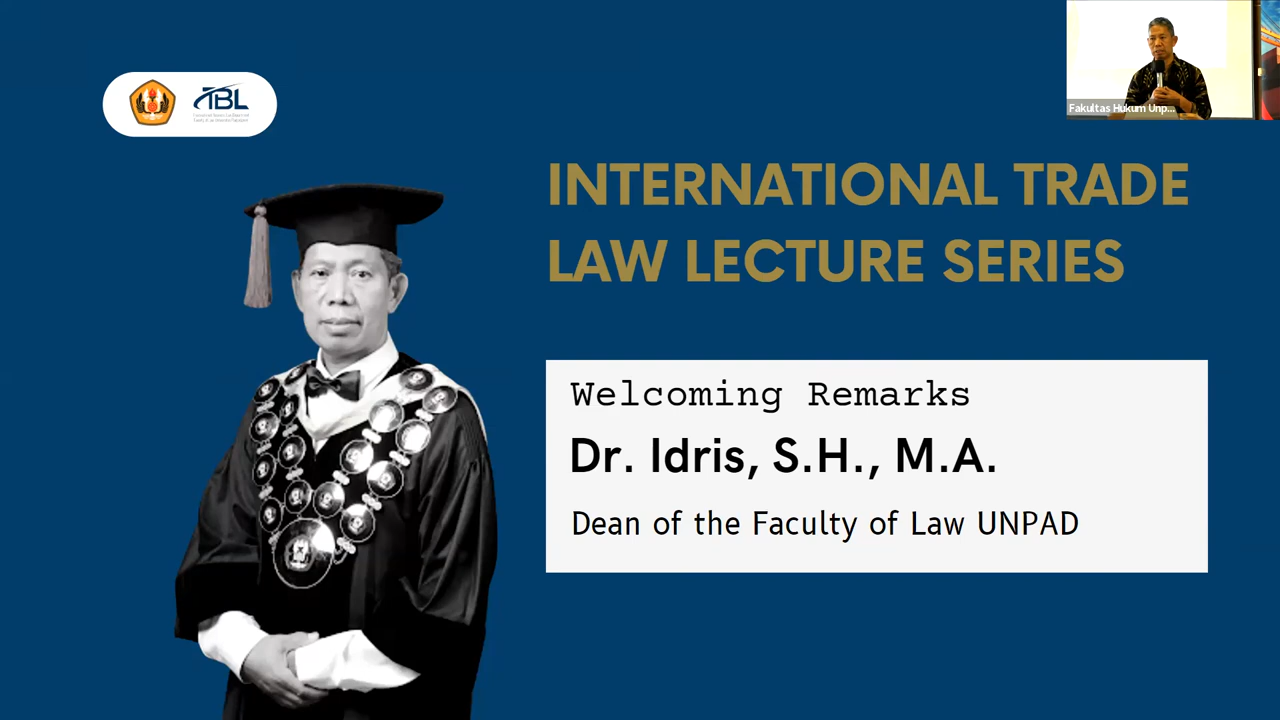 TBL
Fakultas Hukum Unp...
INTERNATIONAL TRADE
LAW LECTURE SERIES
Welcoming Remarks
Dr. Idris, S.H., M.A.
Dean of the Faculty of Law UNPAD